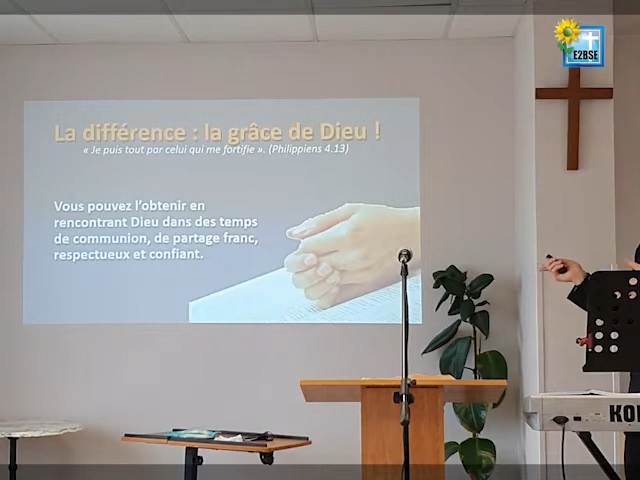 E2BSE
La différence : la grâce de Dieu !
« Je puis tout par celui qui me fortifie ». (Philippiens 4.13)
Vous pouvez l'obtenir en
rencontrant Dieu dans des temps
de communion, de partage franc,
respectueux et confiant.